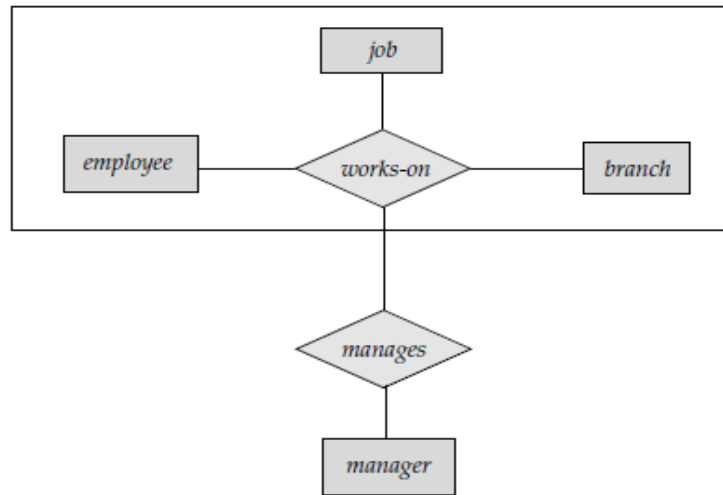 job
employee
works-on
branch
manages
manager